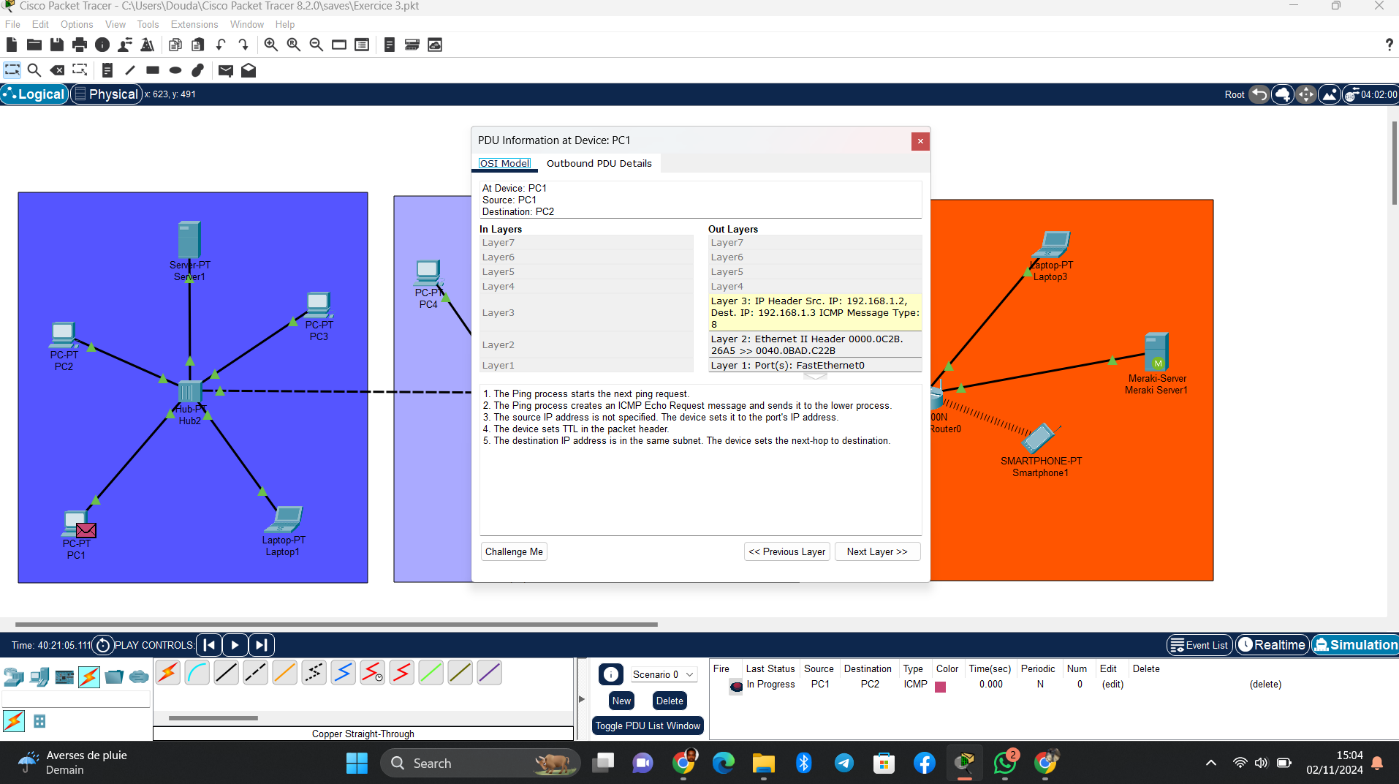 Cisco Packet Tracer - C:\Users\Douda\Cisco Packet Tracer 8.2.0\saves\Exercice 3.pkt
File Edit Options View Tools Extensions Window Help
?
Logical Physical x: 623, y: 491 Root 04:02:00
PDU Information at Device: PC1
OSI Model Outbound PDU Details
At Device: PC1
Source: PC1
Destination: PC2
In Layers Out Layers
Layer7 Layer7
Layer6 Layer6
Layer5 Layer5
Layer4 Layer4
Layer3 Layer 3: IP Header Src. IP: 192.168.1.2,
Dest. IP: 192.168.1.3 ICMP Message Type:
8
Layer2 Layer 2: Ethernet II Header 0000.0C2B.
26A5 >> 0040.0BAD.C22B
Layer1 Layer 1: Port(s): FastEthernet0
1. The Ping process starts the next ping request.
2. The Ping process creates an ICMP Echo Request message and sends it to the lower process.
3. The source IP address is not specified. The device sets it to the port's IP address.
4. The device sets TTL in the packet header.
5. The destination IP address is in the same subnet. The device sets the next-hop to destination.
Challenge Me << Previous Layer Next Layer >>
Server-PT
Server1
PC-PT
PC3
PC-PT
PC2
Hub-PT
Hub2
PC-PT
PC1
Laptop-PT
Laptop1
PC-PT
PC4
Laptop-PT
Laptop3
M
Meraki-Server
Meraki Server1
00N
Router0
SMARTPHONE-PT
Smartphone1
Time: 40:21:05.111 PLAY CONTROLS: Event List Realtime Simulation
Scenario 0
New Delete
Toggle PDU List Window
Copper Straight-Through
Fire Last Status Source Destination Type Color Time(sec) Periodic Num Edit Delete
In Progress PC1 PC2 ICMP 0.000 N 0 (edit) (delete)
Averses de pluie
Demain
Search
2
15:04
02/11/2024